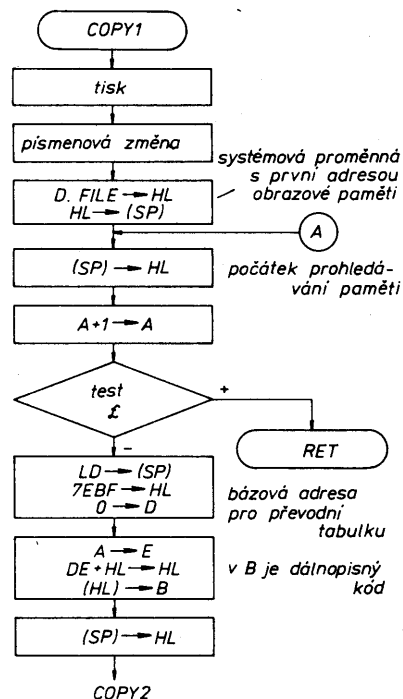 COPY1
tisk
písmenová změna
systémová proměnná
s první adresou
obrazové paměti
D. FILE → HL
HL → (SP)
A
(SP) → HL
počátek prohledá-
vání paměti
A+1 → A
test
£
+
RET
-
LD → (SP)
7EBF → HL
0 → D
bázová adresa
pro převodní
tabulku
A → E
DE + HL → HL
(HL) → B
v B je dálnopisný
kód
(SP) → HL
COPY2